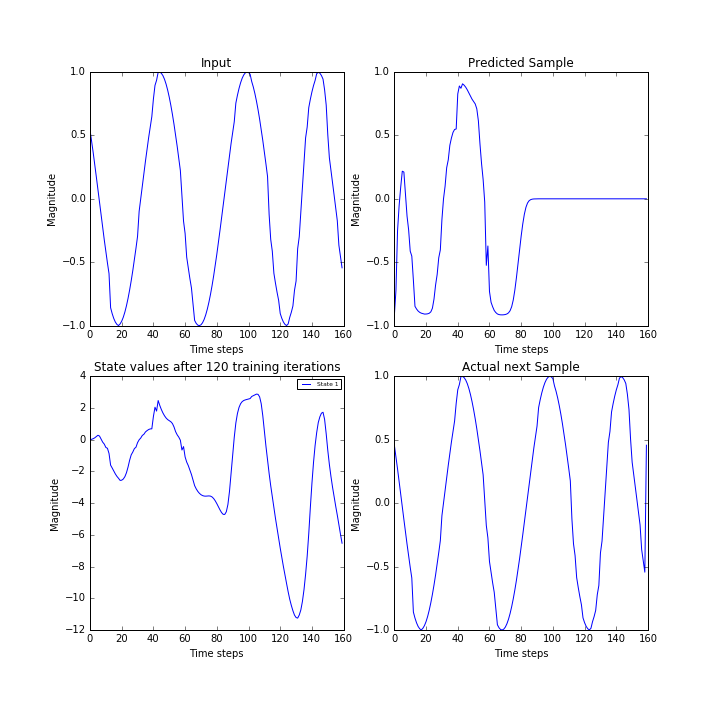 Input
Magnitude
1.0
0.5
0.0
−0.5
−1.0
0 20 40 60 80 100 120 140 160
Time steps
Predicted Sample
Magnitude
1.0
0.5
0.0
−0.5
−1.0
0 20 40 60 80 100 120 140 160
Time steps
State values after 120 training iterations
Magnitude
4
2
0
−2
−4
−6
−8
−10
−12
State 1
0 20 40 60 80 100 120 140 160
Time steps
Actual next Sample
Magnitude
1.0
0.5
0.0
−0.5
−1.0
0 20 40 60 80 100 120 140 160
Time steps